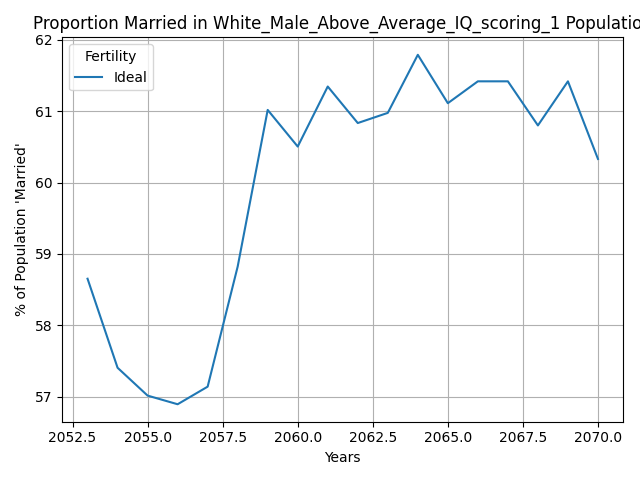 Proportion Married in White_Male_Above_Average_IQ_scoring_1 Populatio
62
61
60
59
58
57
% of Population 'Married'
Fertility
Ideal
2052.5 2055.0 2057.5 2060.0 2062.5 2065.0 2067.5 2070.0
Years